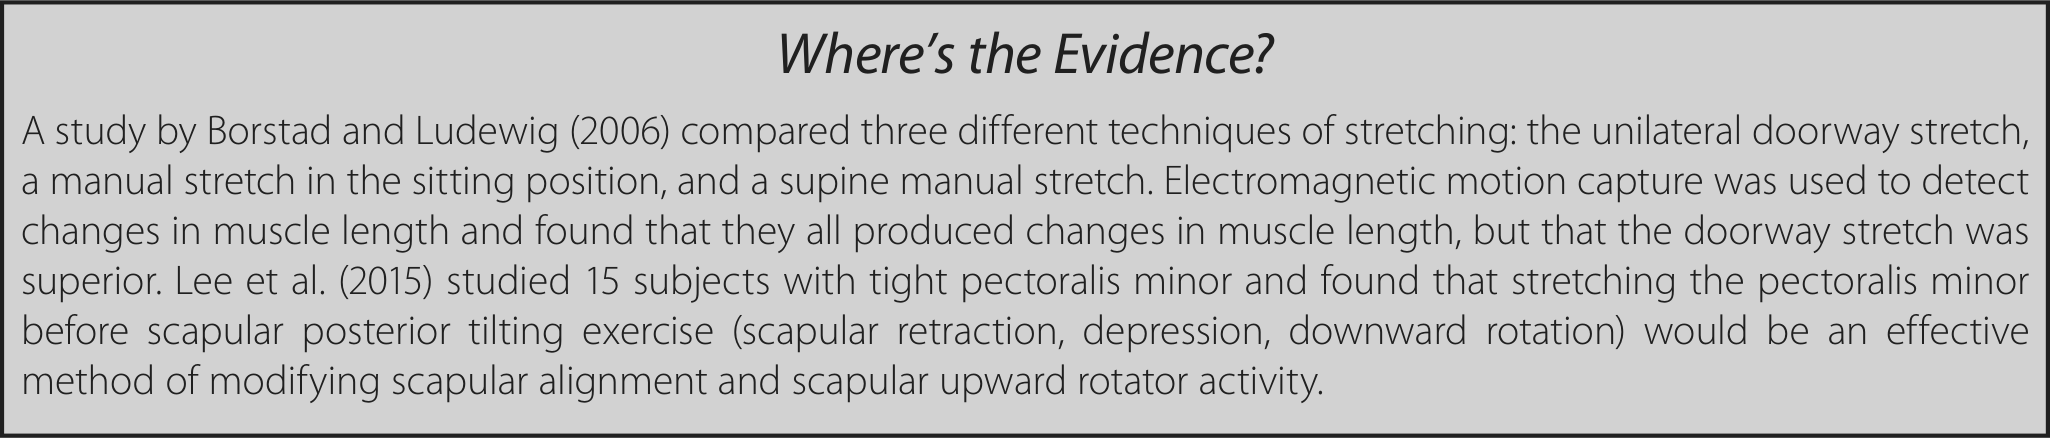 Where’s the Evidence?
A study by Borstad and Ludewig (2006) compared three different techniques of stretching: the unilateral doorway stretch,
a manual stretch in the sitting position, and a supine manual stretch. Electromagnetic motion capture was used to detect
changes in muscle length and found that they all produced changes in muscle length, but that the doorway stretch was
superior. Lee et al. (2015) studied 15 subjects with tight pectoralis minor and found that stretching the pectoralis minor
before scapular posterior tilting exercise (scapular retraction, depression, downward rotation) would be an effective
method of modifying scapular alignment and scapular upward rotator activity.